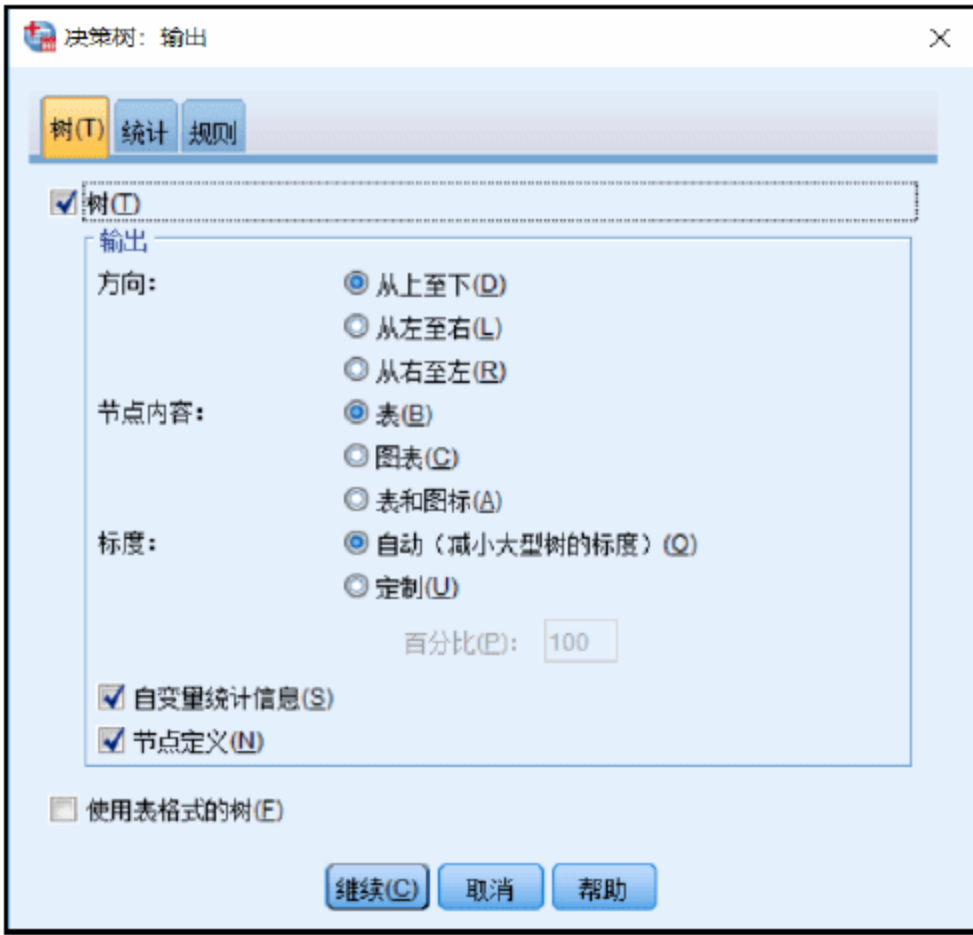 决策树：输出
树(T) 统计 规则
树(T)
输出
方向：
从上至下(D)
从左至右(L)
从右至左(R)
节点内容：
表(B)
图表(C)
表和图标(A)
标度：
自动（减小大型树的标度）(O)
定制(U)
百分比(P)： 100
自变量统计信息(S)
节点定义(N)
使用表格式的树(F)
继续(C) 取消 帮助